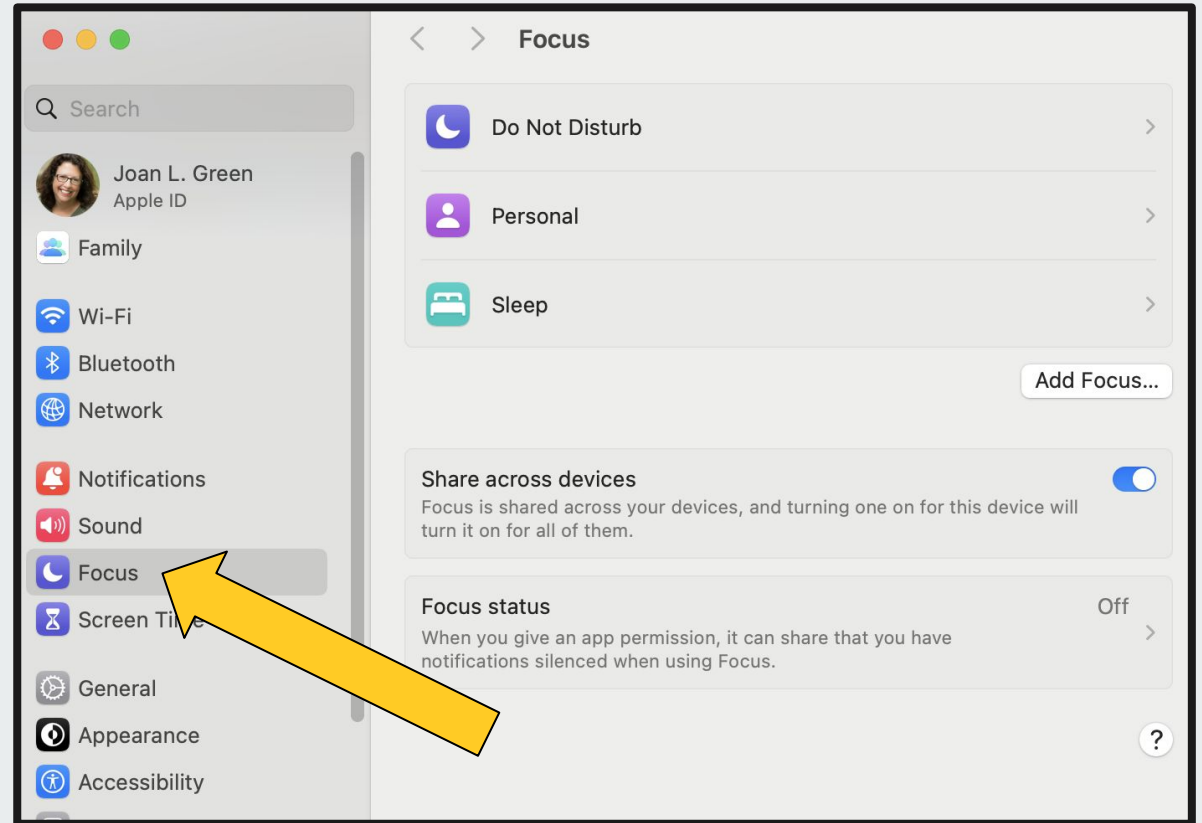 Focus
Search
Joan L. Green
Apple ID
Family
Wi-Fi
Bluetooth
Network
Notifications
Sound
Focus
Screen Time
General
Appearance
Accessibility
Do Not Disturb
Personal
Sleep
Add Focus...
Share across devices
Focus is shared across your devices, and turning one on for this device will
turn it on for all of them.
Focus status
Off
When you give an app permission, it can share that you have
notifications silenced when using Focus.
?